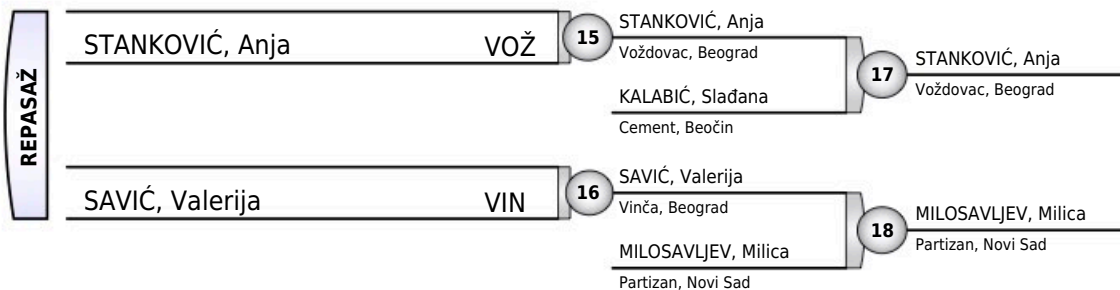 REPASAŽ
STANKOVIĆ, Anja VOŽ
15
STANKOVIĆ, Anja
Voždovac, Beograd
KALABIĆ, Slađana
Cement, Beočin
17
STANKOVIĆ, Anja
Voždovac, Beograd
SAVIĆ, Valerija VIN
16
SAVIĆ, Valerija
Vinča, Beograd
MILOSAVLJEV, Milica
Partizan, Novi Sad
18
MILOSAVLJEV, Milica
Partizan, Novi Sad